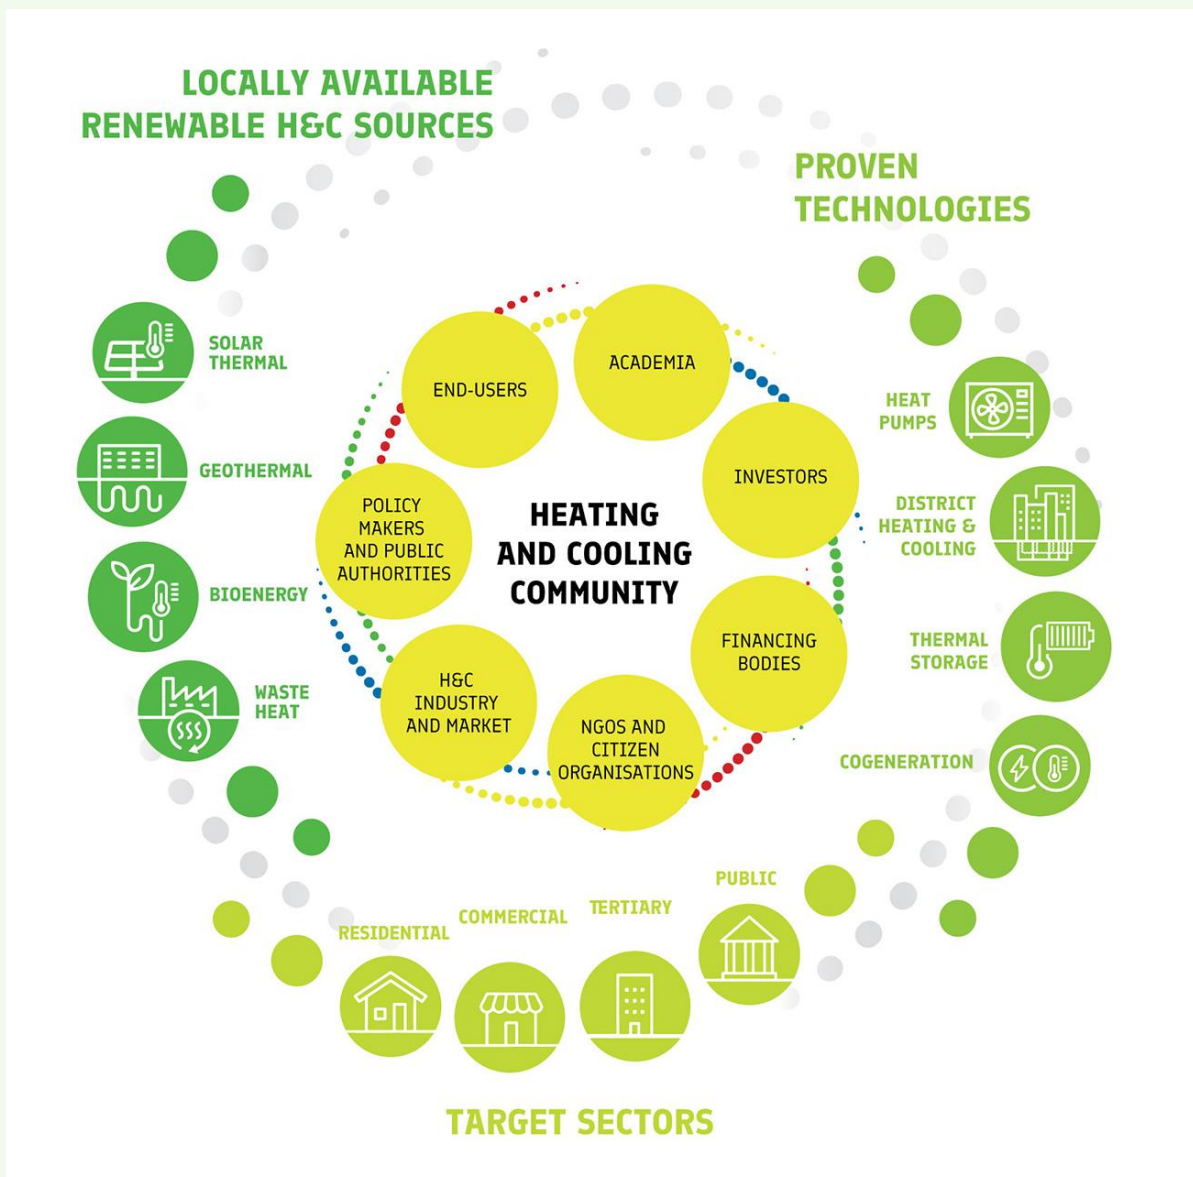 LOCALLY AVAILABLE
RENEWABLE H&C SOURCES
PROVEN
TECHNOLOGIES
SOLAR
THERMAL
GEOTHERMAL
BIOENERGY
WASTE
HEAT
END-USERS
ACADEMIA
INVESTORS
POLICY
MAKERS
AND PUBLIC
AUTHORITIES
HEATING
AND COOLING
COMMUNITY
FINANCING
BODIES
H&C
INDUSTRY
AND MARKET
NGOS AND
CITIZEN
ORGANISATIONS
HEAT
PUMPS
DISTRICT
HEATING &
COOLING
THERMAL
STORAGE
COGENERATION
RESIDENTIAL
COMMERCIAL
TERTIARY
PUBLIC
TARGET SECTORS